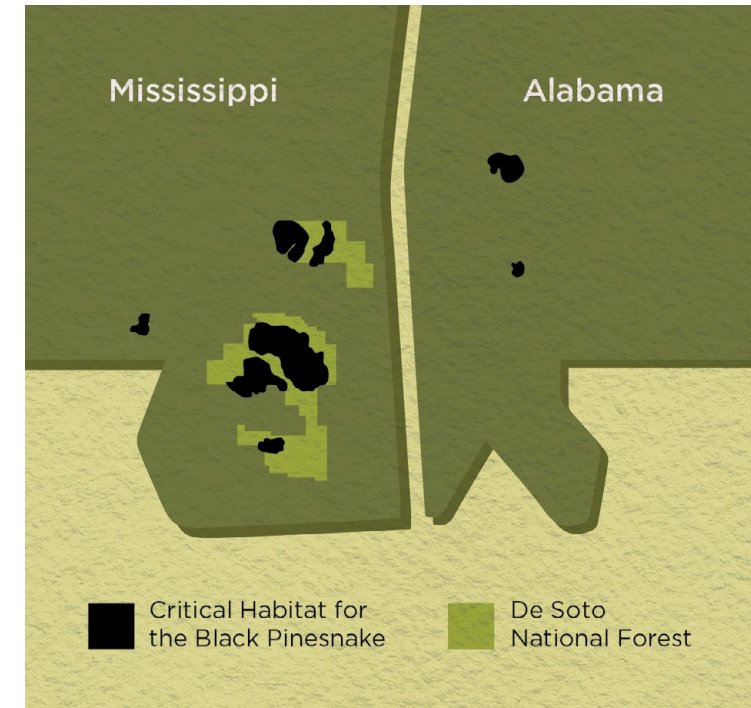 Mississippi
Alabama
Critical Habitat for
the Black Pinesnake
De Soto
National Forest